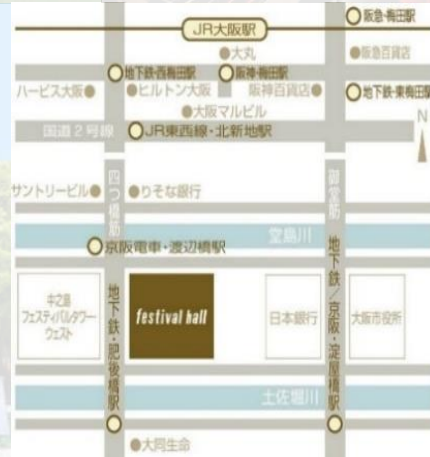 阪急・梅田駅
JR大阪駅
大丸
阪急百貨店
地下鉄・西梅田駅
阪神・梅田駅
ハービス大阪
ヒルトン大阪
阪神百貨店
地下鉄・東梅田駅
大阪マルビル
N
国道2号線
JR東西線・北新地駅
四つ橋筋
御堂筋
サントリービル
りそな銀行
堂島川
京阪電車・渡辺橋駅
中之島
フェスティバルタワー・
ウェスト
地下鉄・肥後橋駅
festival hall
日本銀行
地下鉄/京阪・淀屋橋駅
大阪市役所
土佐堀川
大同生命